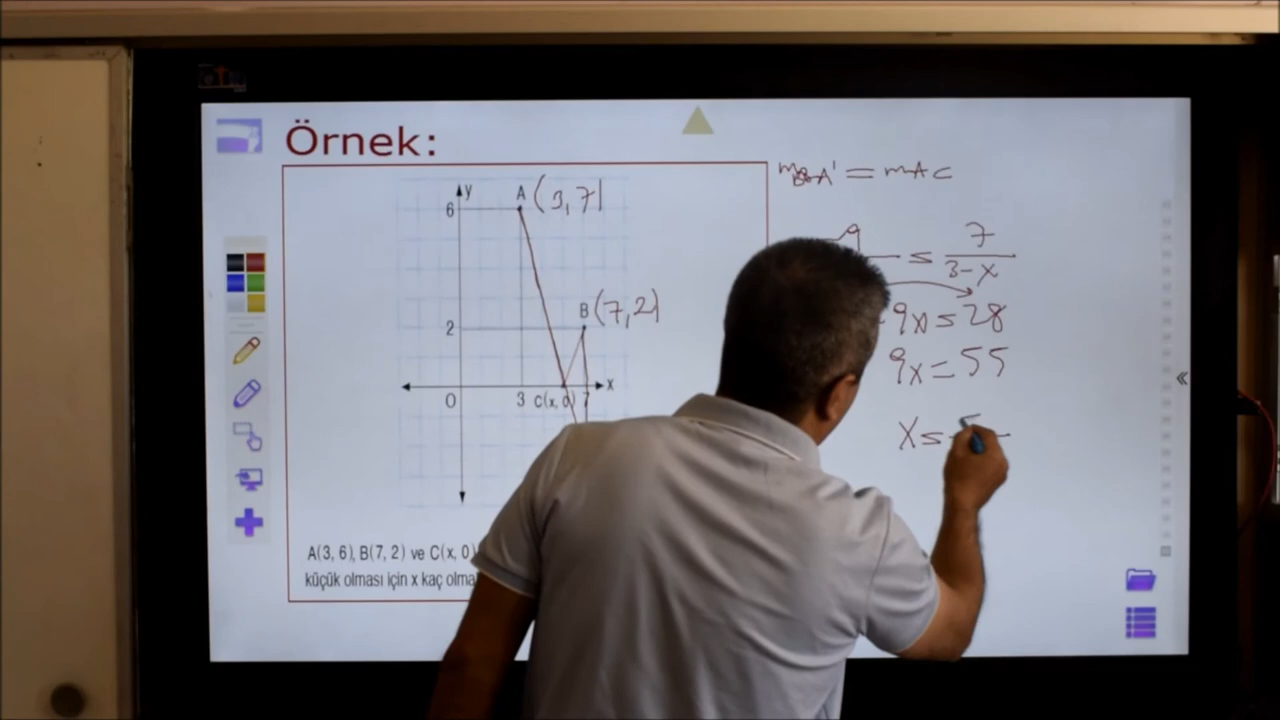 Örnek:
y
A (3,7)
6
B(7,2)
2
x
0 3 C(x, 0) 7
A(3, 6), B(7, 2) ve C(x, 0)
küçük olması için x kaç olma
mBA' = mAC
9 = 7
3-x
9x = 28
9x = 55
x =